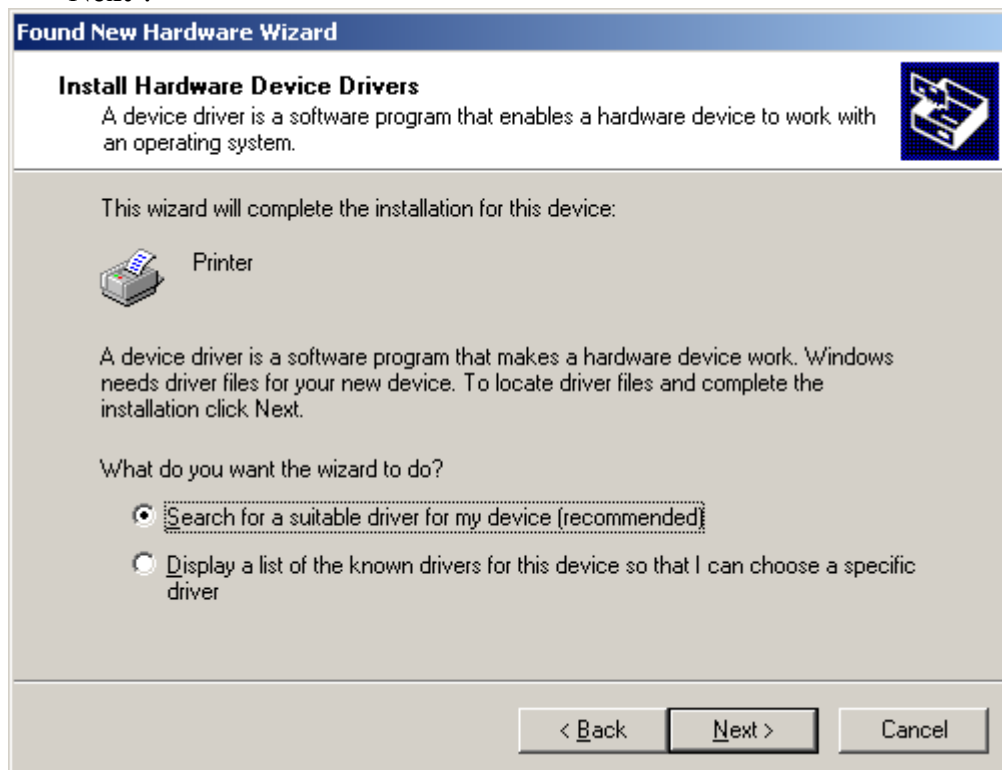 Found New Hardware Wizard
Install Hardware Device Drivers
A device driver is a software program that enables a hardware device to work with
an operating system.
This wizard will complete the installation for this device:
Printer
A device driver is a software program that makes a hardware device work. Windows
needs driver files for your new device. To locate driver files and complete the
installation click Next.
What do you want the wizard to do?
Search for a suitable driver for my device (recommended)
Display a list of the known drivers for this device so that I can choose a specific
driver
< Back
Next >
Cancel